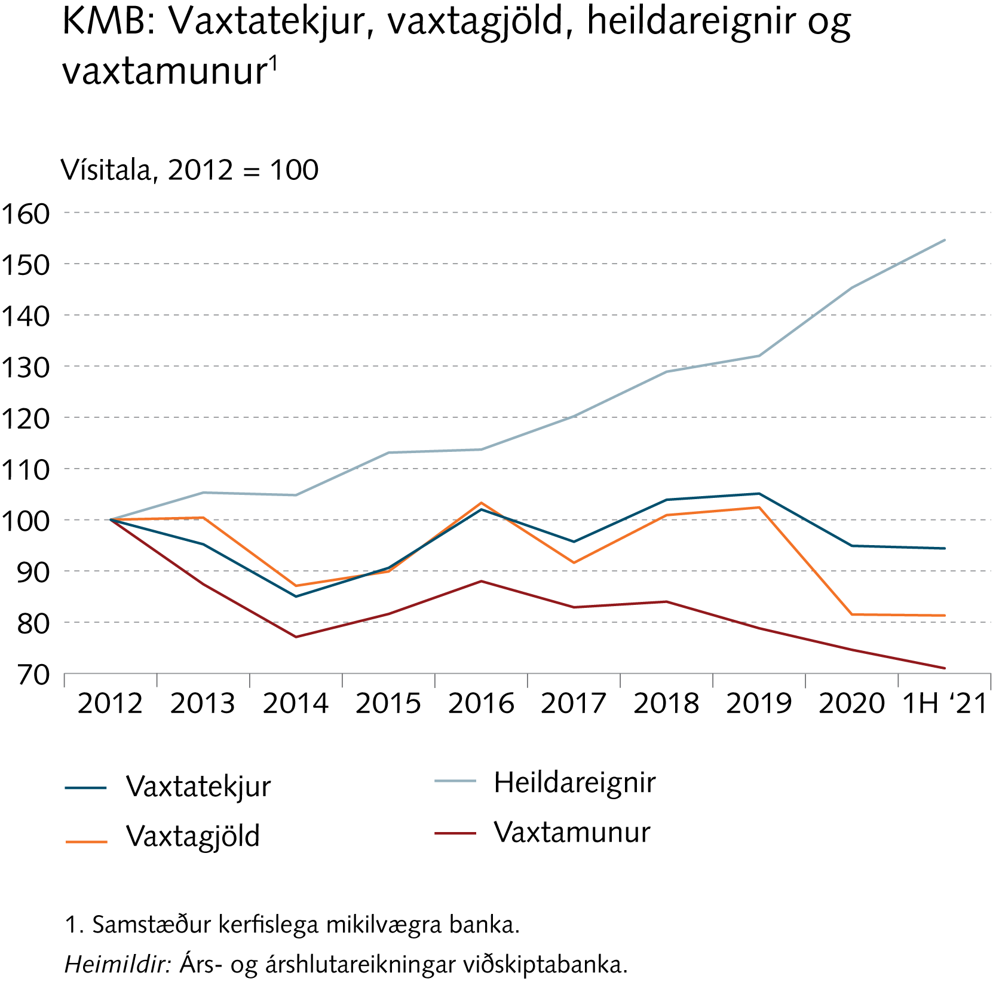 KMB: Vaxtatekjur, vaxtagjöld, heildareignir og
vaxtamunur¹
Vísitala, 2012 = 100
160
150
140
130
120
110
100
90
80
70
2012 2013 2014 2015 2016 2017 2018 2019 2020 1H ‘21
Vaxtatekjur
Heildareignir
Vaxtagjöld
Vaxtamunur
1. Samstæður kerfislega mikilvægra banka.
Heimildir: Árs- og árshlutareikningar viðskiptabanka.